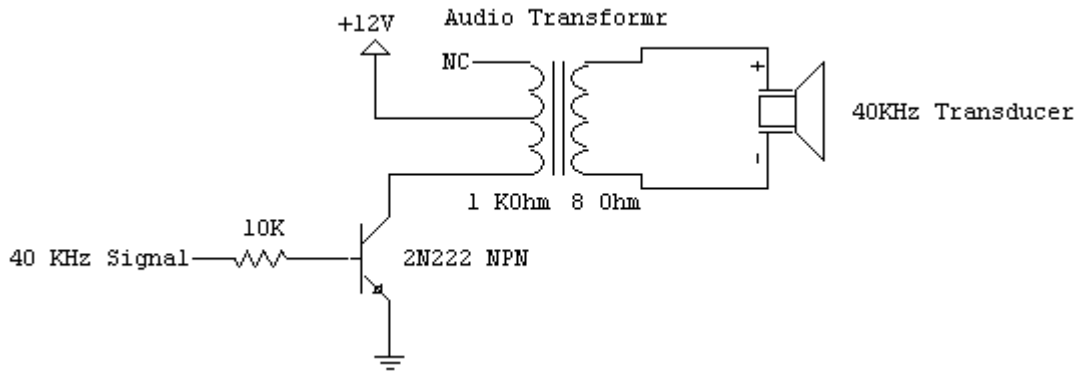 Audio Transformr
+12V
NC
+
40KHz Transducer
-
1 KOhm 8 Ohm
10K
40 KHz Signal
2N222 NPN